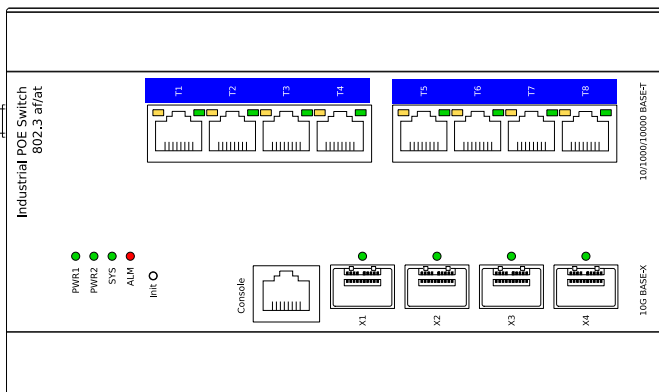 Industrial POE Switch
802.3 af/at
T1
T2
T3
T4
T5
T6
T7
T8
10/1000/10000 BASE-T
PWR1
PWR2
SYS
ALM
Init
Console
X1
X2
X3
X4
10G BASE-X